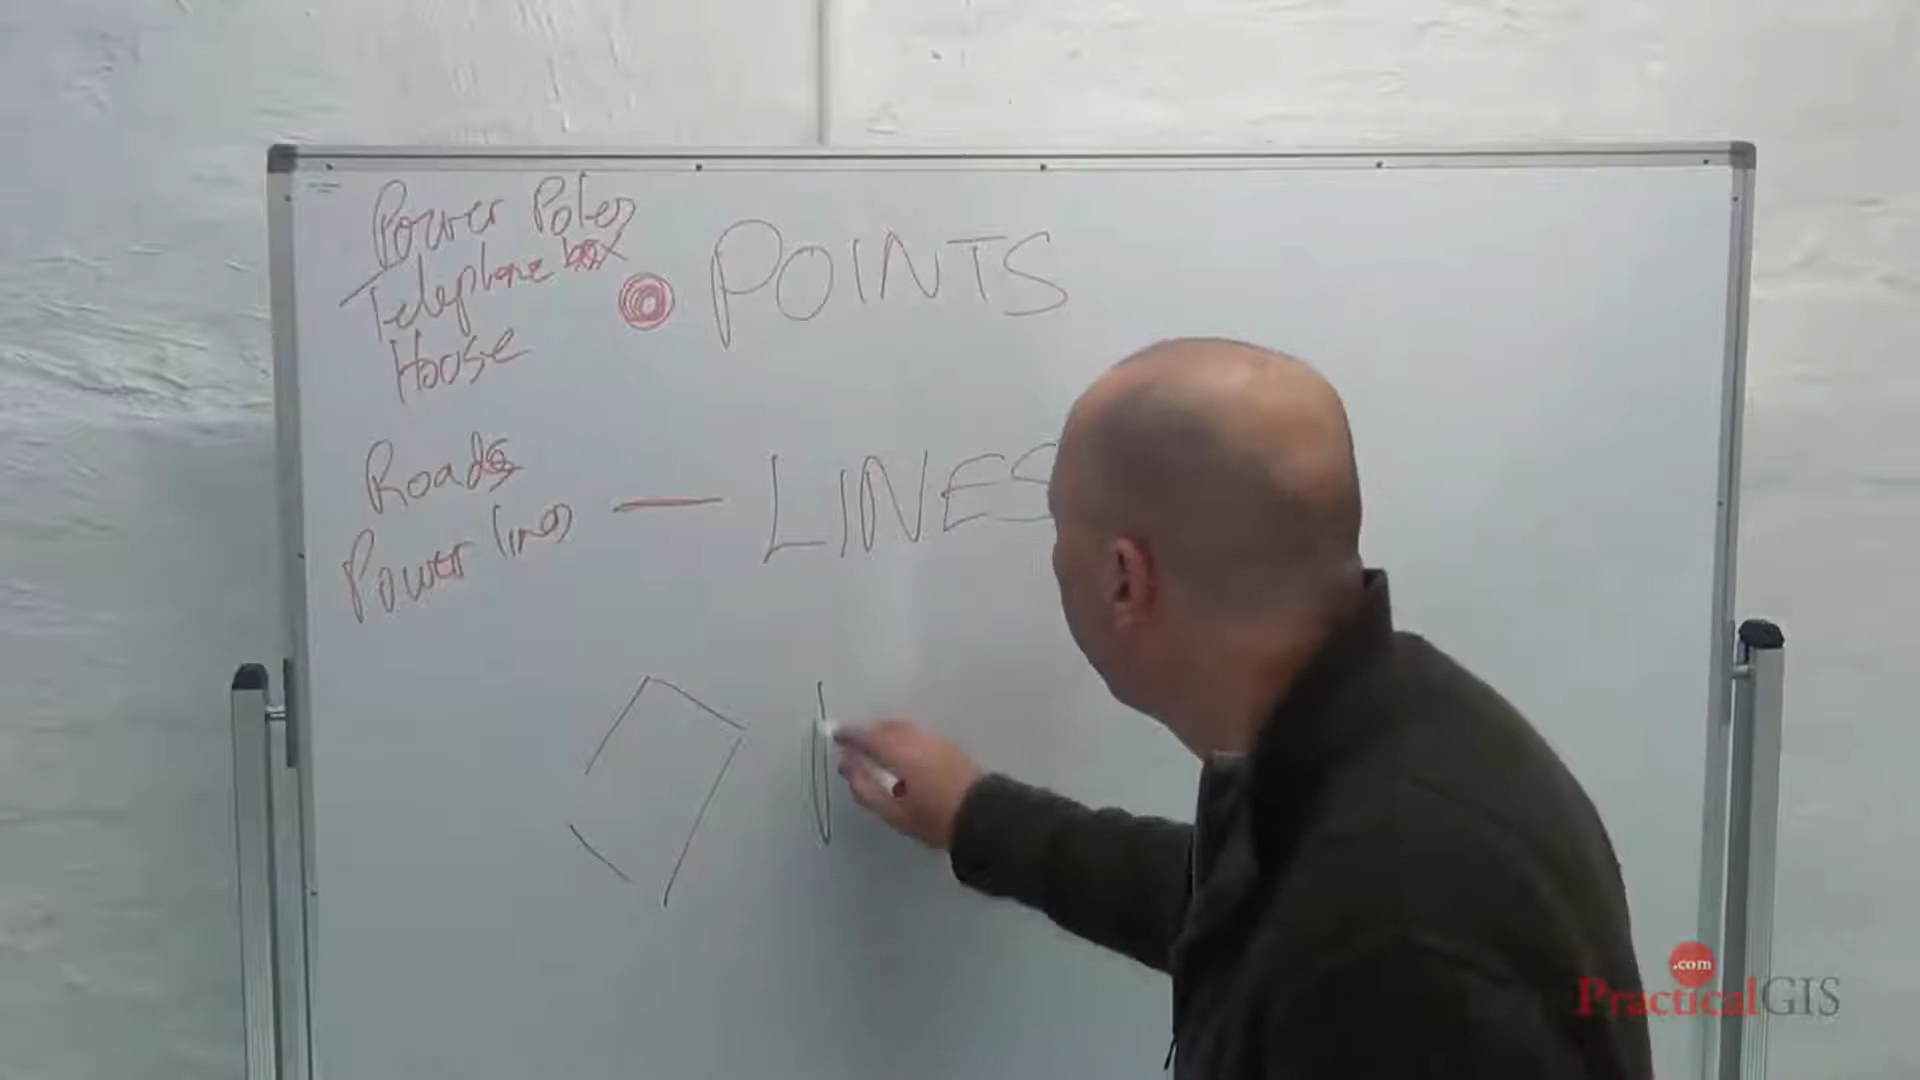 Power Poles
Telephone box
House
POINTS
Roads
Power lines
LINES
.com
PracticalGIS